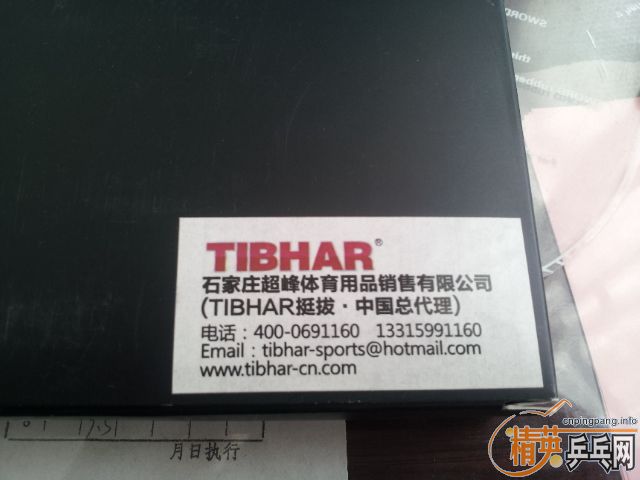 SWORD
TIBHAR®
石家庄超峰体育用品销售有限公司
(TIBHAR挺拔·中国总代理)
电话：400-0691160 13315991160
Email：tibhar-sports@hotmail.com
www.tibhar-cn.com
月日执行
cnpingpang.info
精英乒乓网